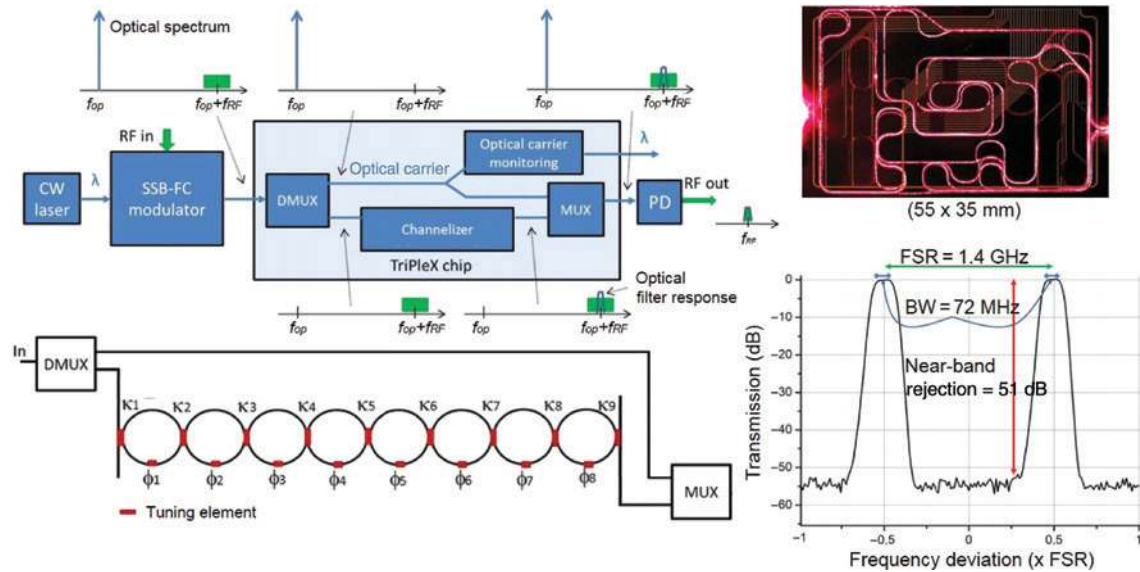 Optical spectrum
fop
fop+fRF
fop
fop+fRF
fop
fop+fRF
RF in
λ
CW laser
SSB-FC modulator
DMUX
Optical carrier
Optical carrier monitoring
λ
Channelizer
MUX
TriPleX chip
PD
RF out
fRF
fop
fop+fRF
fop
fop+fRF
Optical filter response
In
DMUX
κ1 κ2 κ3 κ4 κ5 κ6 κ7 κ8 κ9
ϕ1 ϕ2 ϕ3 ϕ4 ϕ5 ϕ6 ϕ7 ϕ8
MUX
Tuning element
(55 x 35 mm)
FSR = 1.4 GHz
BW = 72 MHz
Near-band
rejection = 51 dB
Transmission (dB)
0
−10
−20
−30
−40
−50
−60
−1 −0.5 0 0.5 1
Frequency deviation (x FSR)